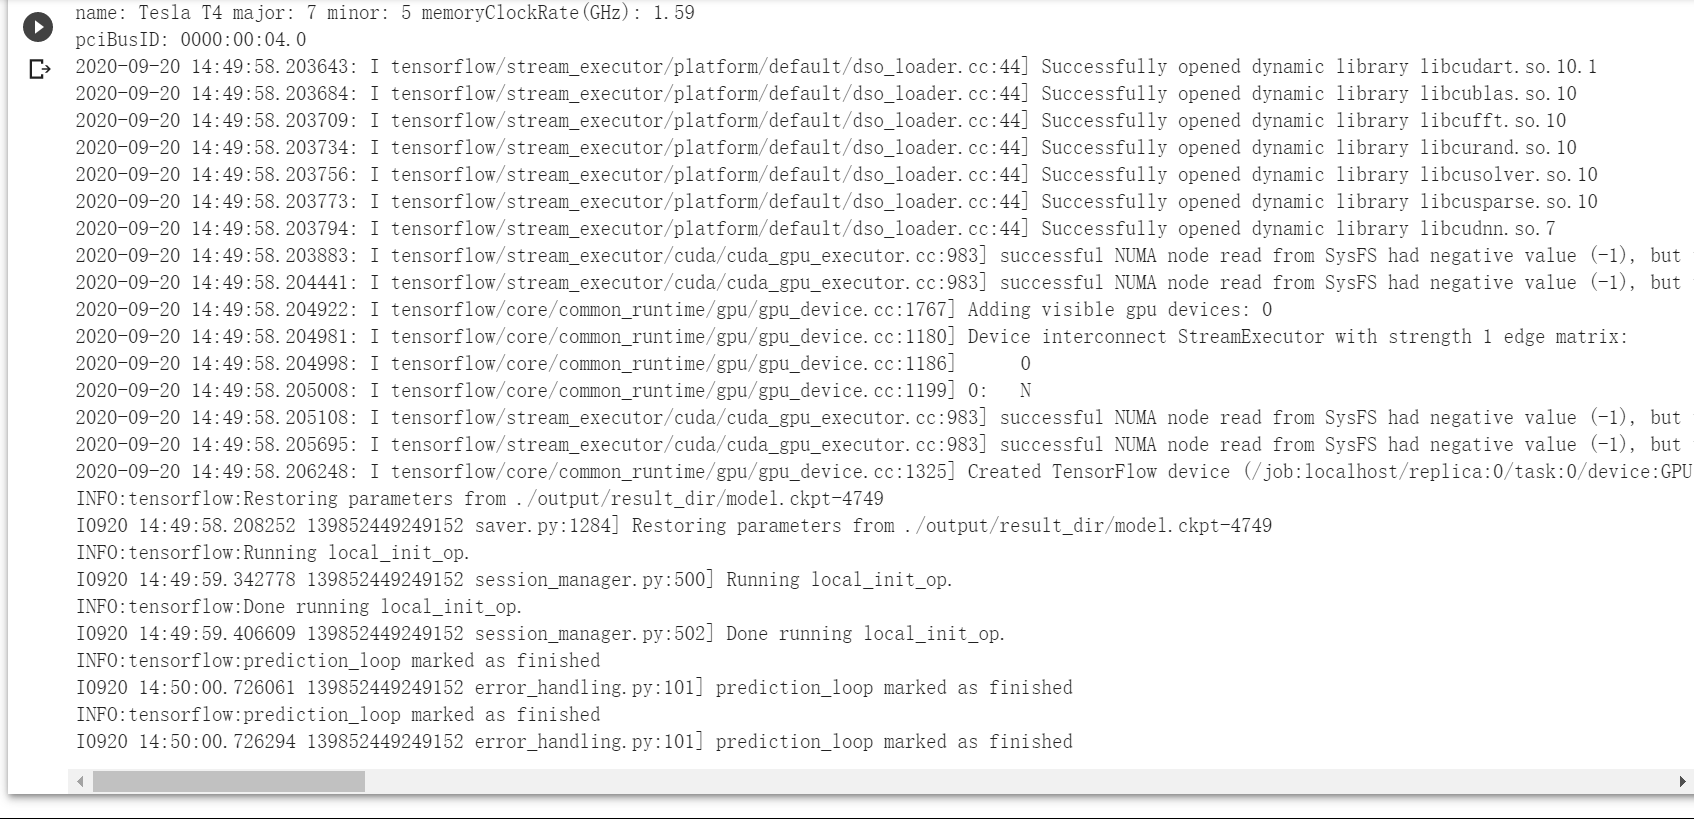 name: Tesla T4 major: 7 minor: 5 memoryClockRate(GHz): 1.59
pciBusID: 0000:00:04.0
2020-09-20 14:49:58.203643: I tensorflow/stream_executor/platform/default/dso_loader.cc:44] Successfully opened dynamic library libcudart.so.10.1
2020-09-20 14:49:58.203684: I tensorflow/stream_executor/platform/default/dso_loader.cc:44] Successfully opened dynamic library libcublas.so.10
2020-09-20 14:49:58.203709: I tensorflow/stream_executor/platform/default/dso_loader.cc:44] Successfully opened dynamic library libcufft.so.10
2020-09-20 14:49:58.203734: I tensorflow/stream_executor/platform/default/dso_loader.cc:44] Successfully opened dynamic library libcurand.so.10
2020-09-20 14:49:58.203756: I tensorflow/stream_executor/platform/default/dso_loader.cc:44] Successfully opened dynamic library libcusolver.so.10
2020-09-20 14:49:58.203773: I tensorflow/stream_executor/platform/default/dso_loader.cc:44] Successfully opened dynamic library libcusparse.so.10
2020-09-20 14:49:58.203794: I tensorflow/stream_executor/platform/default/dso_loader.cc:44] Successfully opened dynamic library libcudnn.so.7
2020-09-20 14:49:58.203883: I tensorflow/stream_executor/cuda/cuda_gpu_executor.cc:983] successful NUMA node read from SysFS had negative value (-1), but
2020-09-20 14:49:58.204441: I tensorflow/stream_executor/cuda/cuda_gpu_executor.cc:983] successful NUMA node read from SysFS had negative value (-1), but
2020-09-20 14:49:58.204922: I tensorflow/core/common_runtime/gpu/gpu_device.cc:1767] Adding visible gpu devices: 0
2020-09-20 14:49:58.204981: I tensorflow/core/common_runtime/gpu/gpu_device.cc:1180] Device interconnect StreamExecutor with strength 1 edge matrix:
2020-09-20 14:49:58.204998: I tensorflow/core/common_runtime/gpu/gpu_device.cc:1186]      0
2020-09-20 14:49:58.205008: I tensorflow/core/common_runtime/gpu/gpu_device.cc:1199] 0:   N
2020-09-20 14:49:58.205108: I tensorflow/stream_executor/cuda/cuda_gpu_executor.cc:983] successful NUMA node read from SysFS had negative value (-1), but
2020-09-20 14:49:58.205695: I tensorflow/stream_executor/cuda/cuda_gpu_executor.cc:983] successful NUMA node read from SysFS had negative value (-1), but
2020-09-20 14:49:58.206248: I tensorflow/core/common_runtime/gpu/gpu_device.cc:1325] Created TensorFlow device (/job:localhost/replica:0/task:0/device:GPU
INFO:tensorflow:Restoring parameters from ./output/result_dir/model.ckpt-4749
I0920 14:49:58.208252 139852449249152 saver.py:1284] Restoring parameters from ./output/result_dir/model.ckpt-4749
INFO:tensorflow:Running local_init_op.
I0920 14:49:59.342778 139852449249152 session_manager.py:500] Running local_init_op.
INFO:tensorflow:Done running local_init_op.
I0920 14:49:59.406609 139852449249152 session_manager.py:502] Done running local_init_op.
INFO:tensorflow:prediction_loop marked as finished
I0920 14:50:00.726061 139852449249152 error_handling.py:101] prediction_loop marked as finished
INFO:tensorflow:prediction_loop marked as finished
I0920 14:50:00.726294 139852449249152 error_handling.py:101] prediction_loop marked as finished